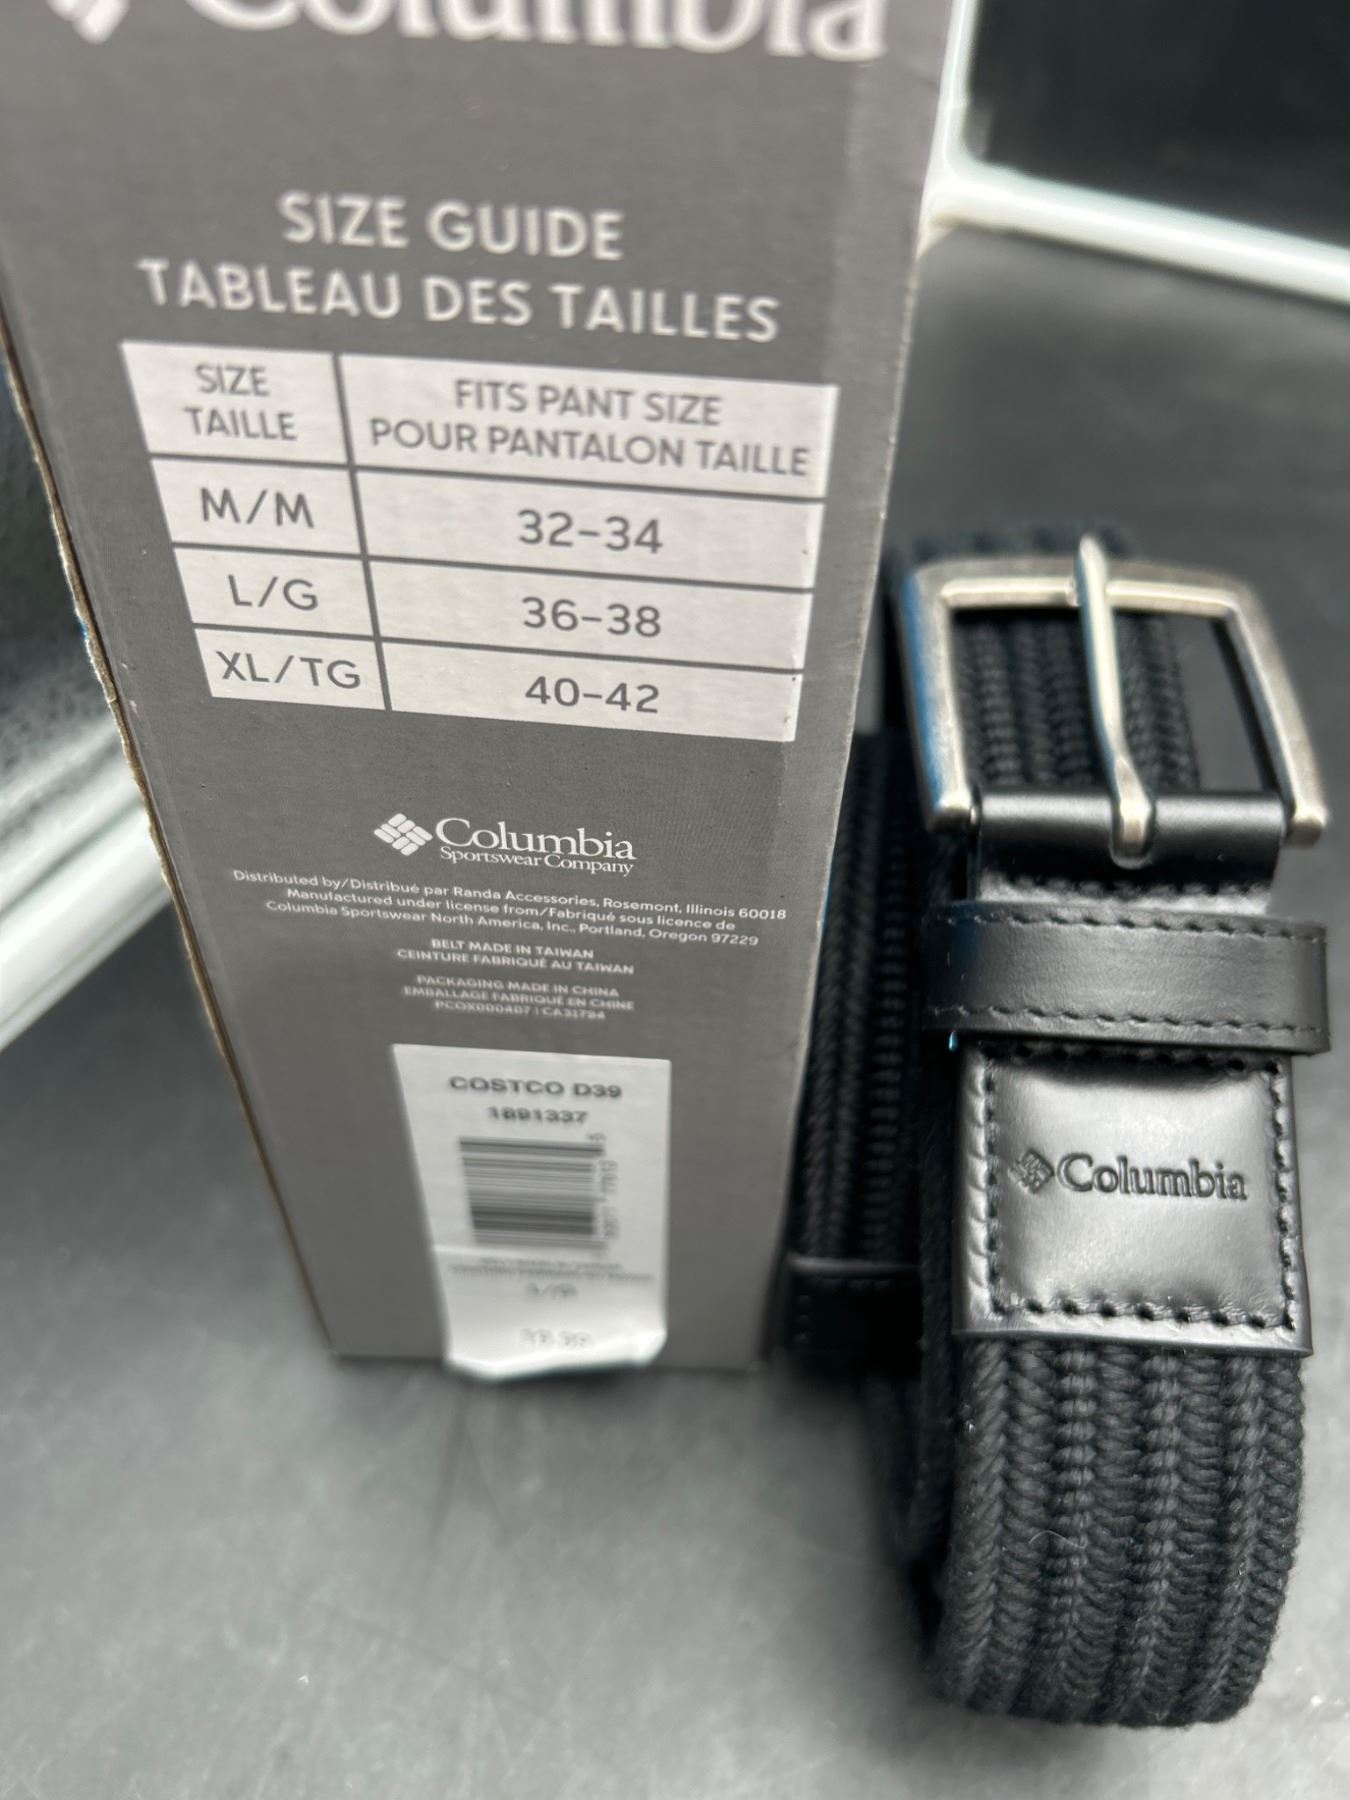 Columbia
SIZE GUIDE
TABLEAU DES TAILLES
SIZE
TAILLE
FITS PANT SIZE
POUR PANTALON TAILLE
M/M
32-34
L/G
36-38
XL/TG
40-42
Columbia
Sportswear Company
Distributed by/Distribué par Randa Accessories, Rosemont, Illinois 60018
Manufactured under license from/Fabriqué sous licence de
Columbia Sportswear North America, Inc., Portland, Oregon 97229
BELT MADE IN TAIWAN
CEINTURE FABRIQUÉ AU TAIWAN
PACKAGING MADE IN CHINA
EMBALLAGE FABRIQUÉ EN CHINE
COSTCO D39
1891337
Columbia